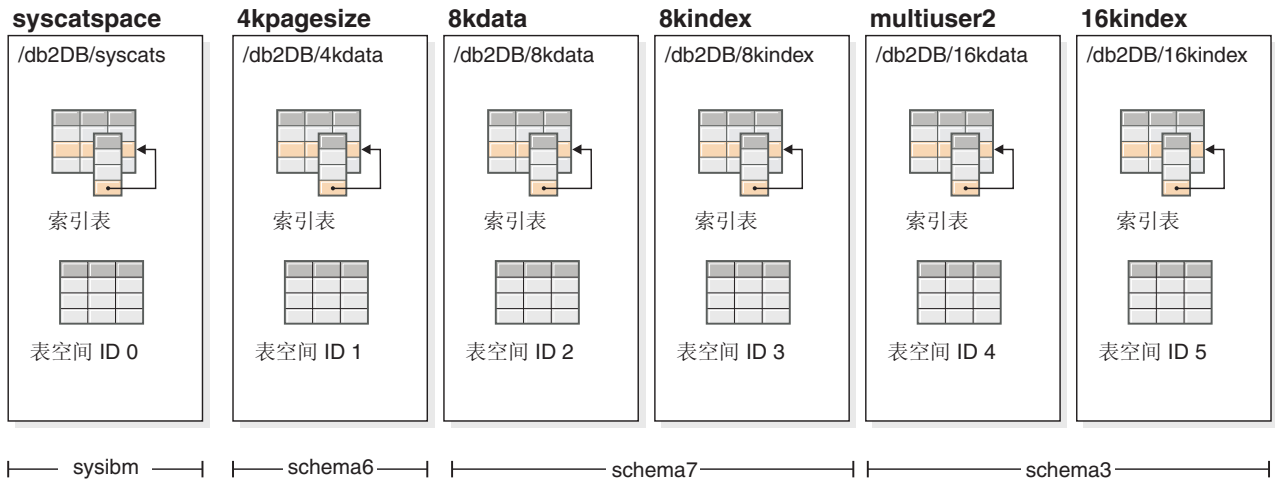 syscatspace
4kpagesize
8kdata
8kindex
multiuser2
16kindex
/db2DB/syscats
/db2DB/4kdata
/db2DB/8kdata
/db2DB/8kindex
/db2DB/16kdata
/db2DB/16kindex
索引表
索引表
索引表
索引表
索引表
索引表
表空间 ID 0
表空间 ID 1
表空间 ID 2
表空间 ID 3
表空间 ID 4
表空间 ID 5
sysibm
schema6
schema7
schema3